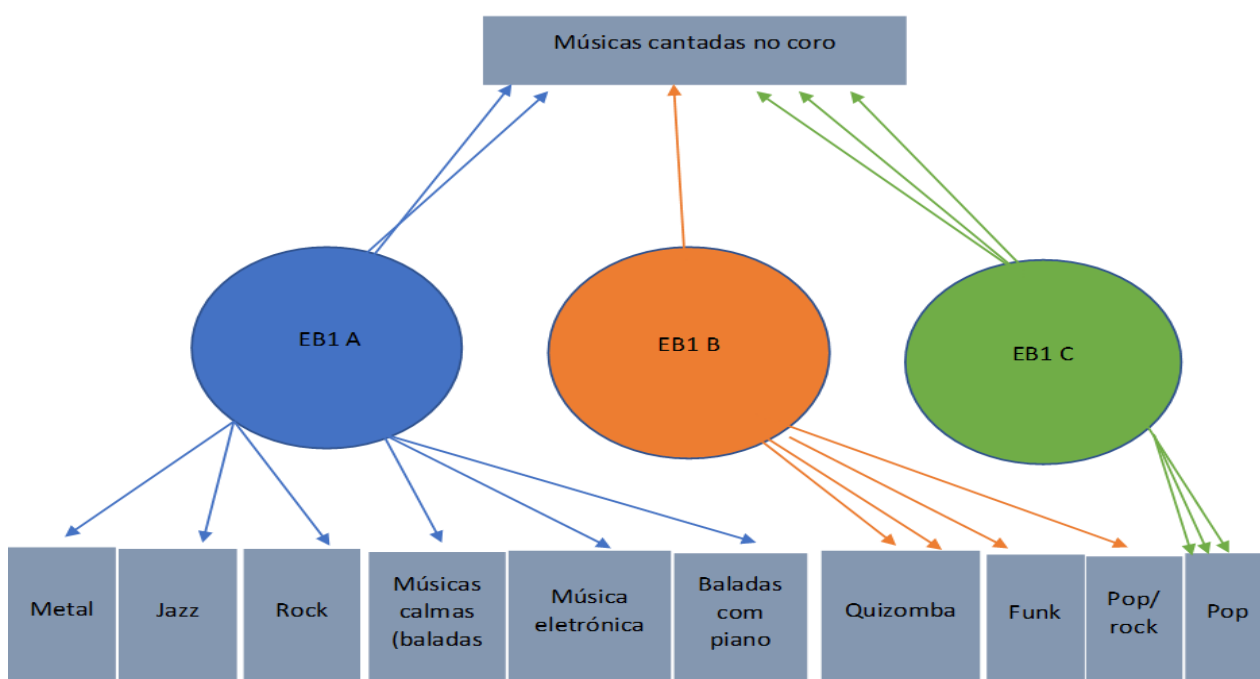 Músicas cantadas no coro
EB1 A
EB1 B
EB1 C
Metal
Jazz
Rock
Músicas
calmas
(baladas
Música
eletrónica
Baladas
com
piano
Quizomba
Funk
Pop/
rock
Pop